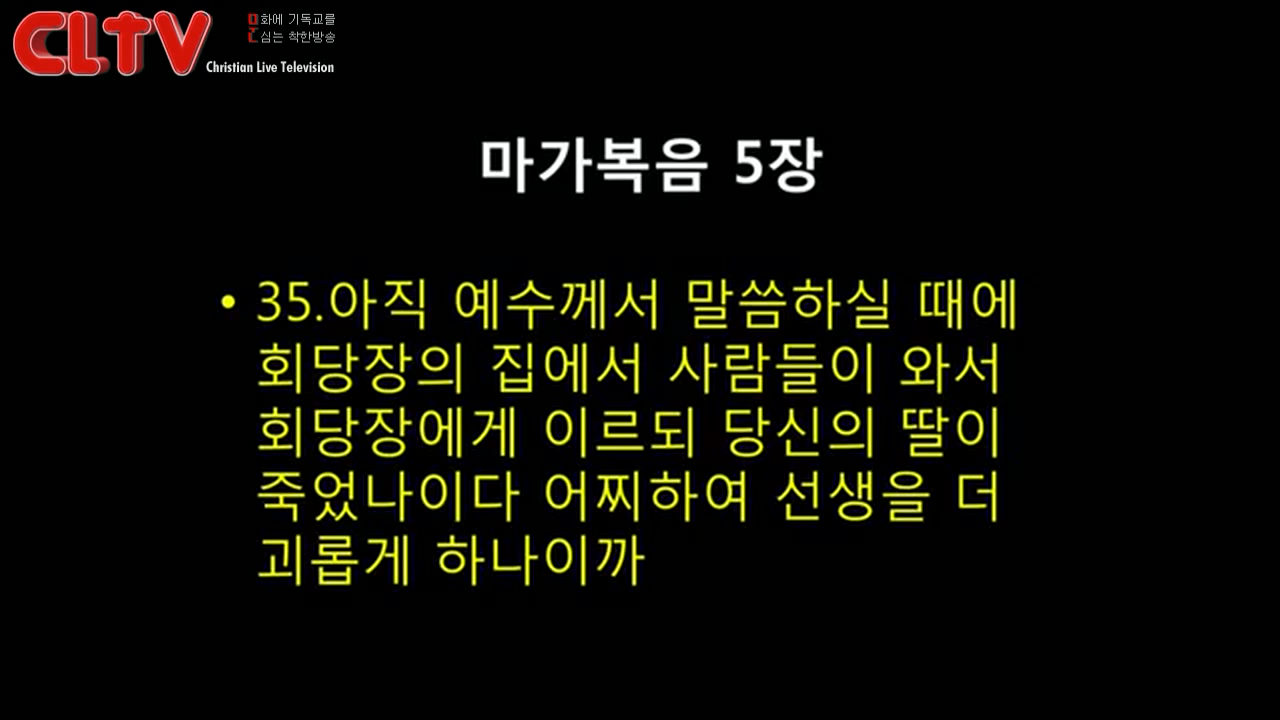 CLTV
문화에 기독교를
심는 착한방송
Christian Live Television
마가복음 5장
• 35.아직 예수께서 말씀하실 때에
회당장의 집에서 사람들이 와서
회당장에게 이르되 당신의 딸이
죽었나이다 어찌하여 선생을 더
괴롭게 하나이까